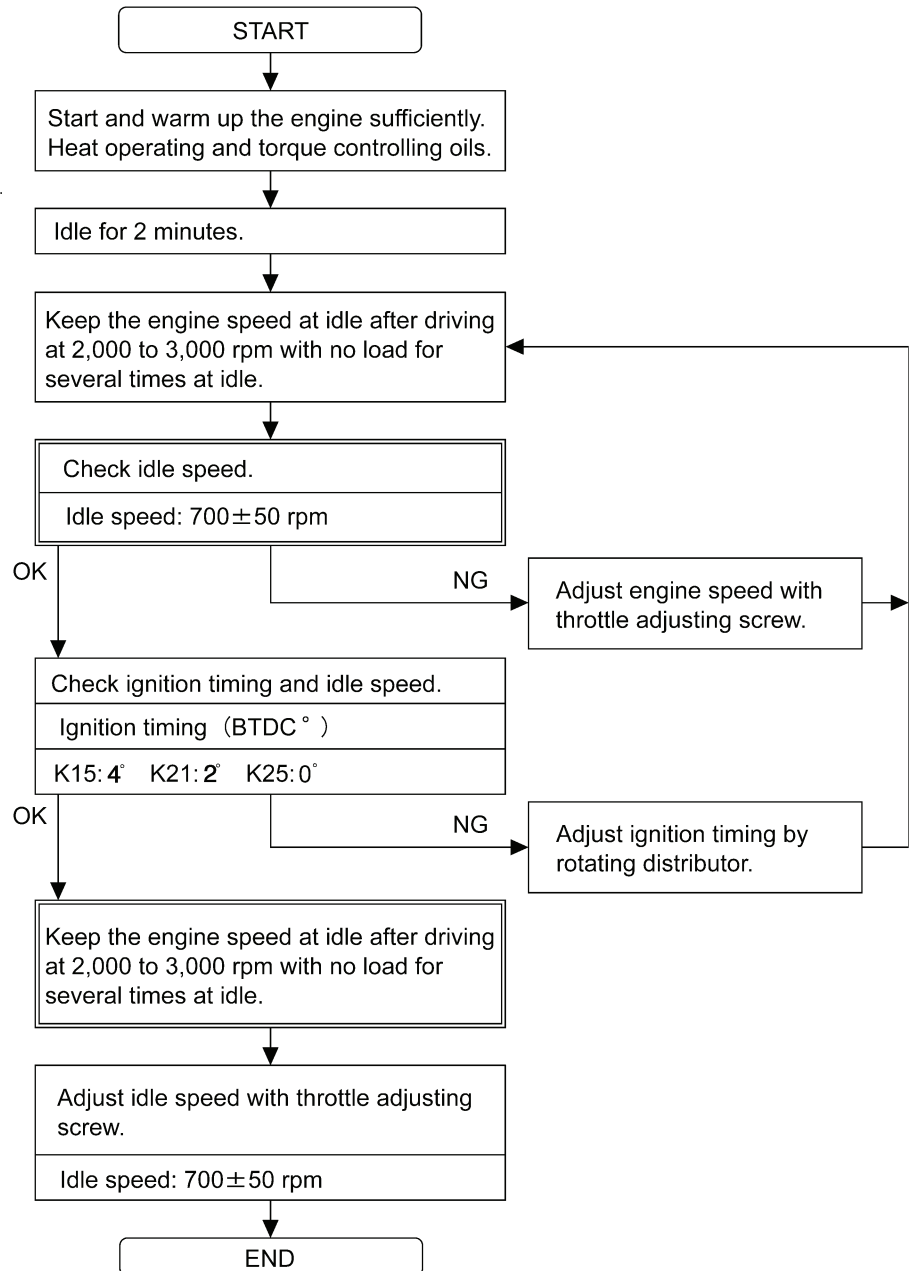 START
Start and warm up the engine sufficiently.
Heat operating and torque controlling oils.
Idle for 2 minutes.
Keep the engine speed at idle after driving
at 2,000 to 3,000 rpm with no load for
several times at idle.
Check idle speed.
Idle speed: 700±50 rpm
OK
NG
Adjust engine speed with
throttle adjusting screw.
Check ignition timing and idle speed.
Ignition timing (BTDC°)
K15: 4° K21: 2° K25: 0°
OK
NG
Adjust ignition timing by
rotating distributor.
Keep the engine speed at idle after driving
at 2,000 to 3,000 rpm with no load for
several times at idle.
Adjust idle speed with throttle adjusting
screw.
Idle speed: 700±50 rpm
END